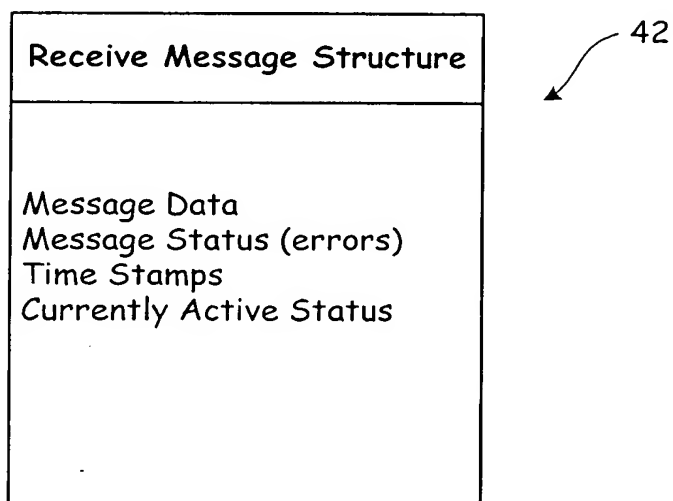 42
Receive Message Structure
Message Data
Message Status (errors)
Time Stamps
Currently Active Status